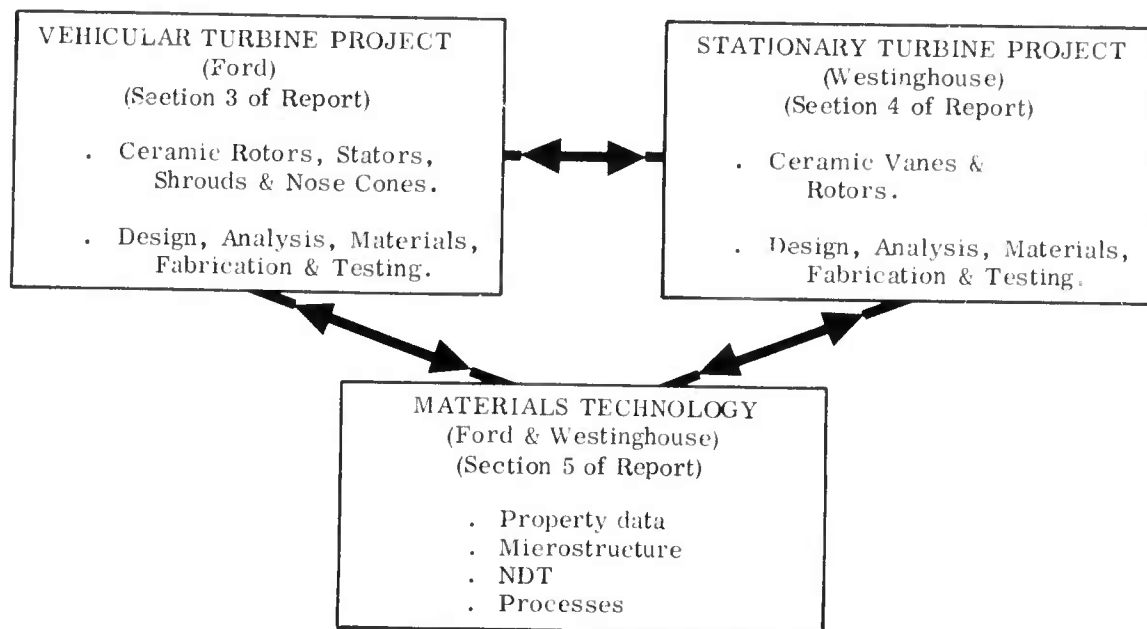 VEHICULAR TURBINE PROJECT
(Ford)
(Section 3 of Report)
. Ceramic Rotors, Stators,
Shrouds & Nose Cones.
. Design, Analysis, Materials,
Fabrication & Testing.
STATIONARY TURBINE PROJECT
(Westinghouse)
(Section 4 of Report)
. Ceramic Vanes &
Rotors.
. Design, Analysis, Materials,
Fabrication & Testing.
MATERIALS TECHNOLOGY
(Ford & Westinghouse)
(Section 5 of Report)
. Property data
. Microstructure
. NDT
. Processes